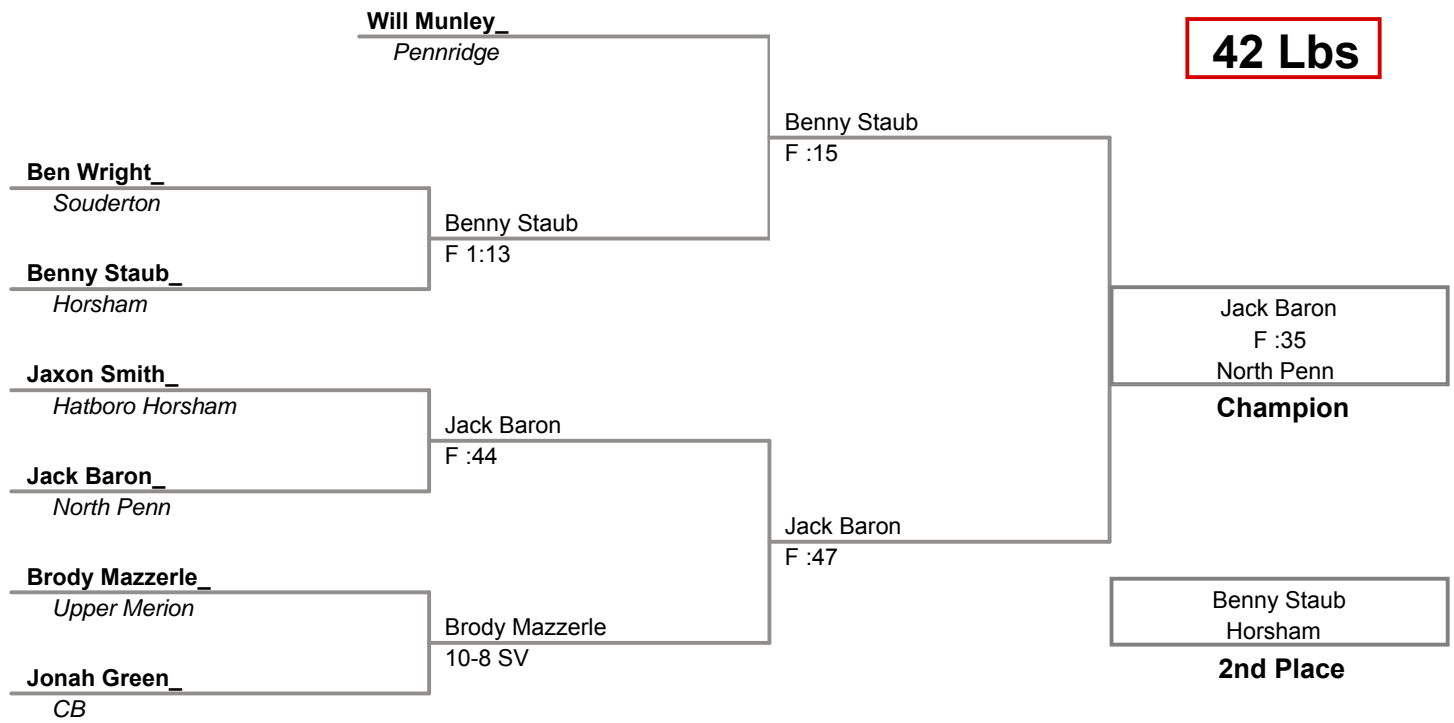 Will Munley_
Pennridge
42 Lbs
Benny Staub
F :15
Ben Wright_
Souderton
Benny Staub
F 1:13
Benny Staub_
Horsham
Jack Baron
F :35
North Penn
Champion
Jaxon Smith_
Hatboro Horsham
Jack Baron
F :44
Jack Baron_
North Penn
Jack Baron
F :47
Brody Mazzerle_
Upper Merion
Brody Mazzerle
10-8 SV
Jonah Green_
CB
Benny Staub
Horsham
2nd Place